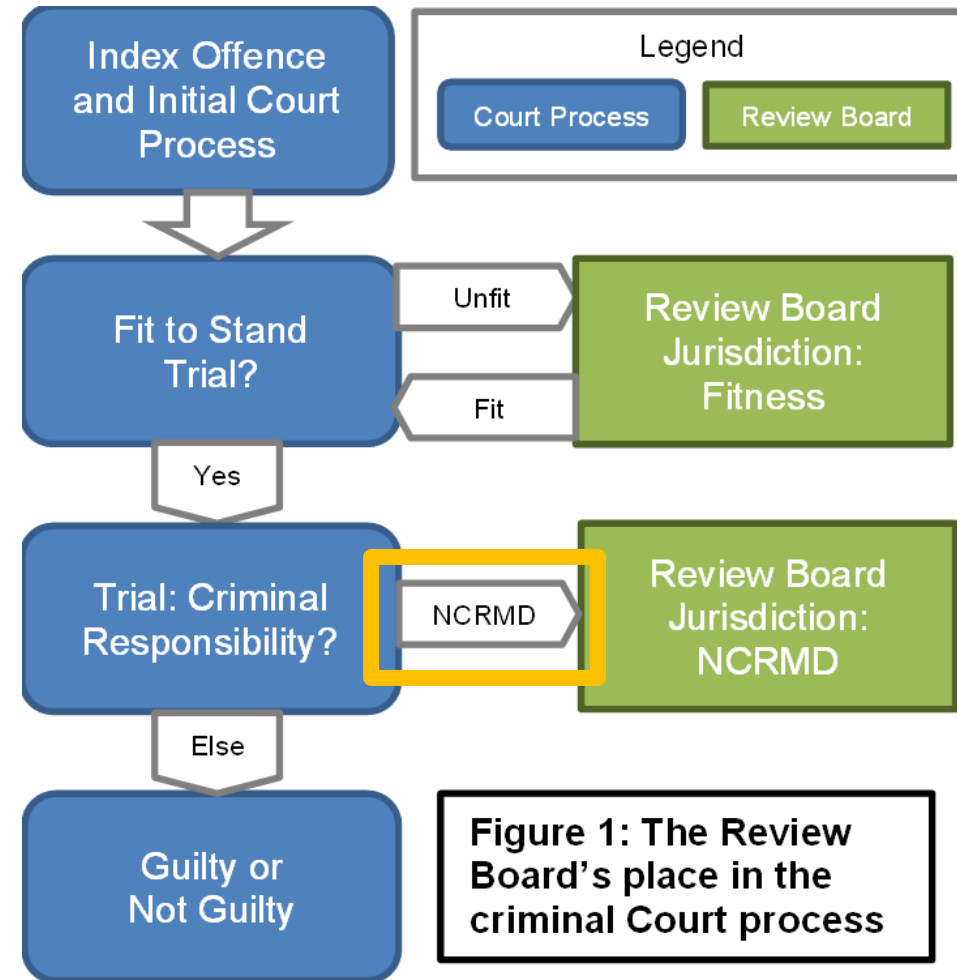 Index Offence
and Initial Court
Process
Legend
Court Process
Review Board
Fit to Stand
Trial?
Unfit
Fit
Review Board
Jurisdiction:
Fitness
Yes
Trial: Criminal
Responsibility?
NCRMD
Review Board
Jurisdiction:
NCRMD
Else
Guilty or
Not Guilty
Figure 1: The Review
Board's place in the
criminal Court process